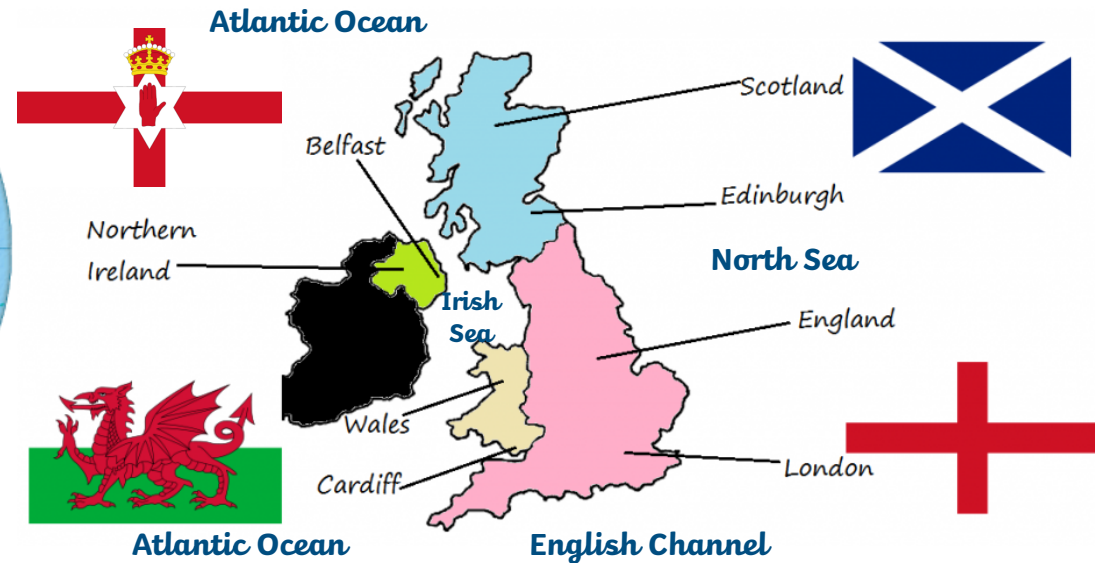 Atlantic Ocean
Scotland
Belfast
Edinburgh
Northern
Ireland
North Sea
Irish
Sea
England
Wales
London
Cardiff
Atlantic Ocean
English Channel